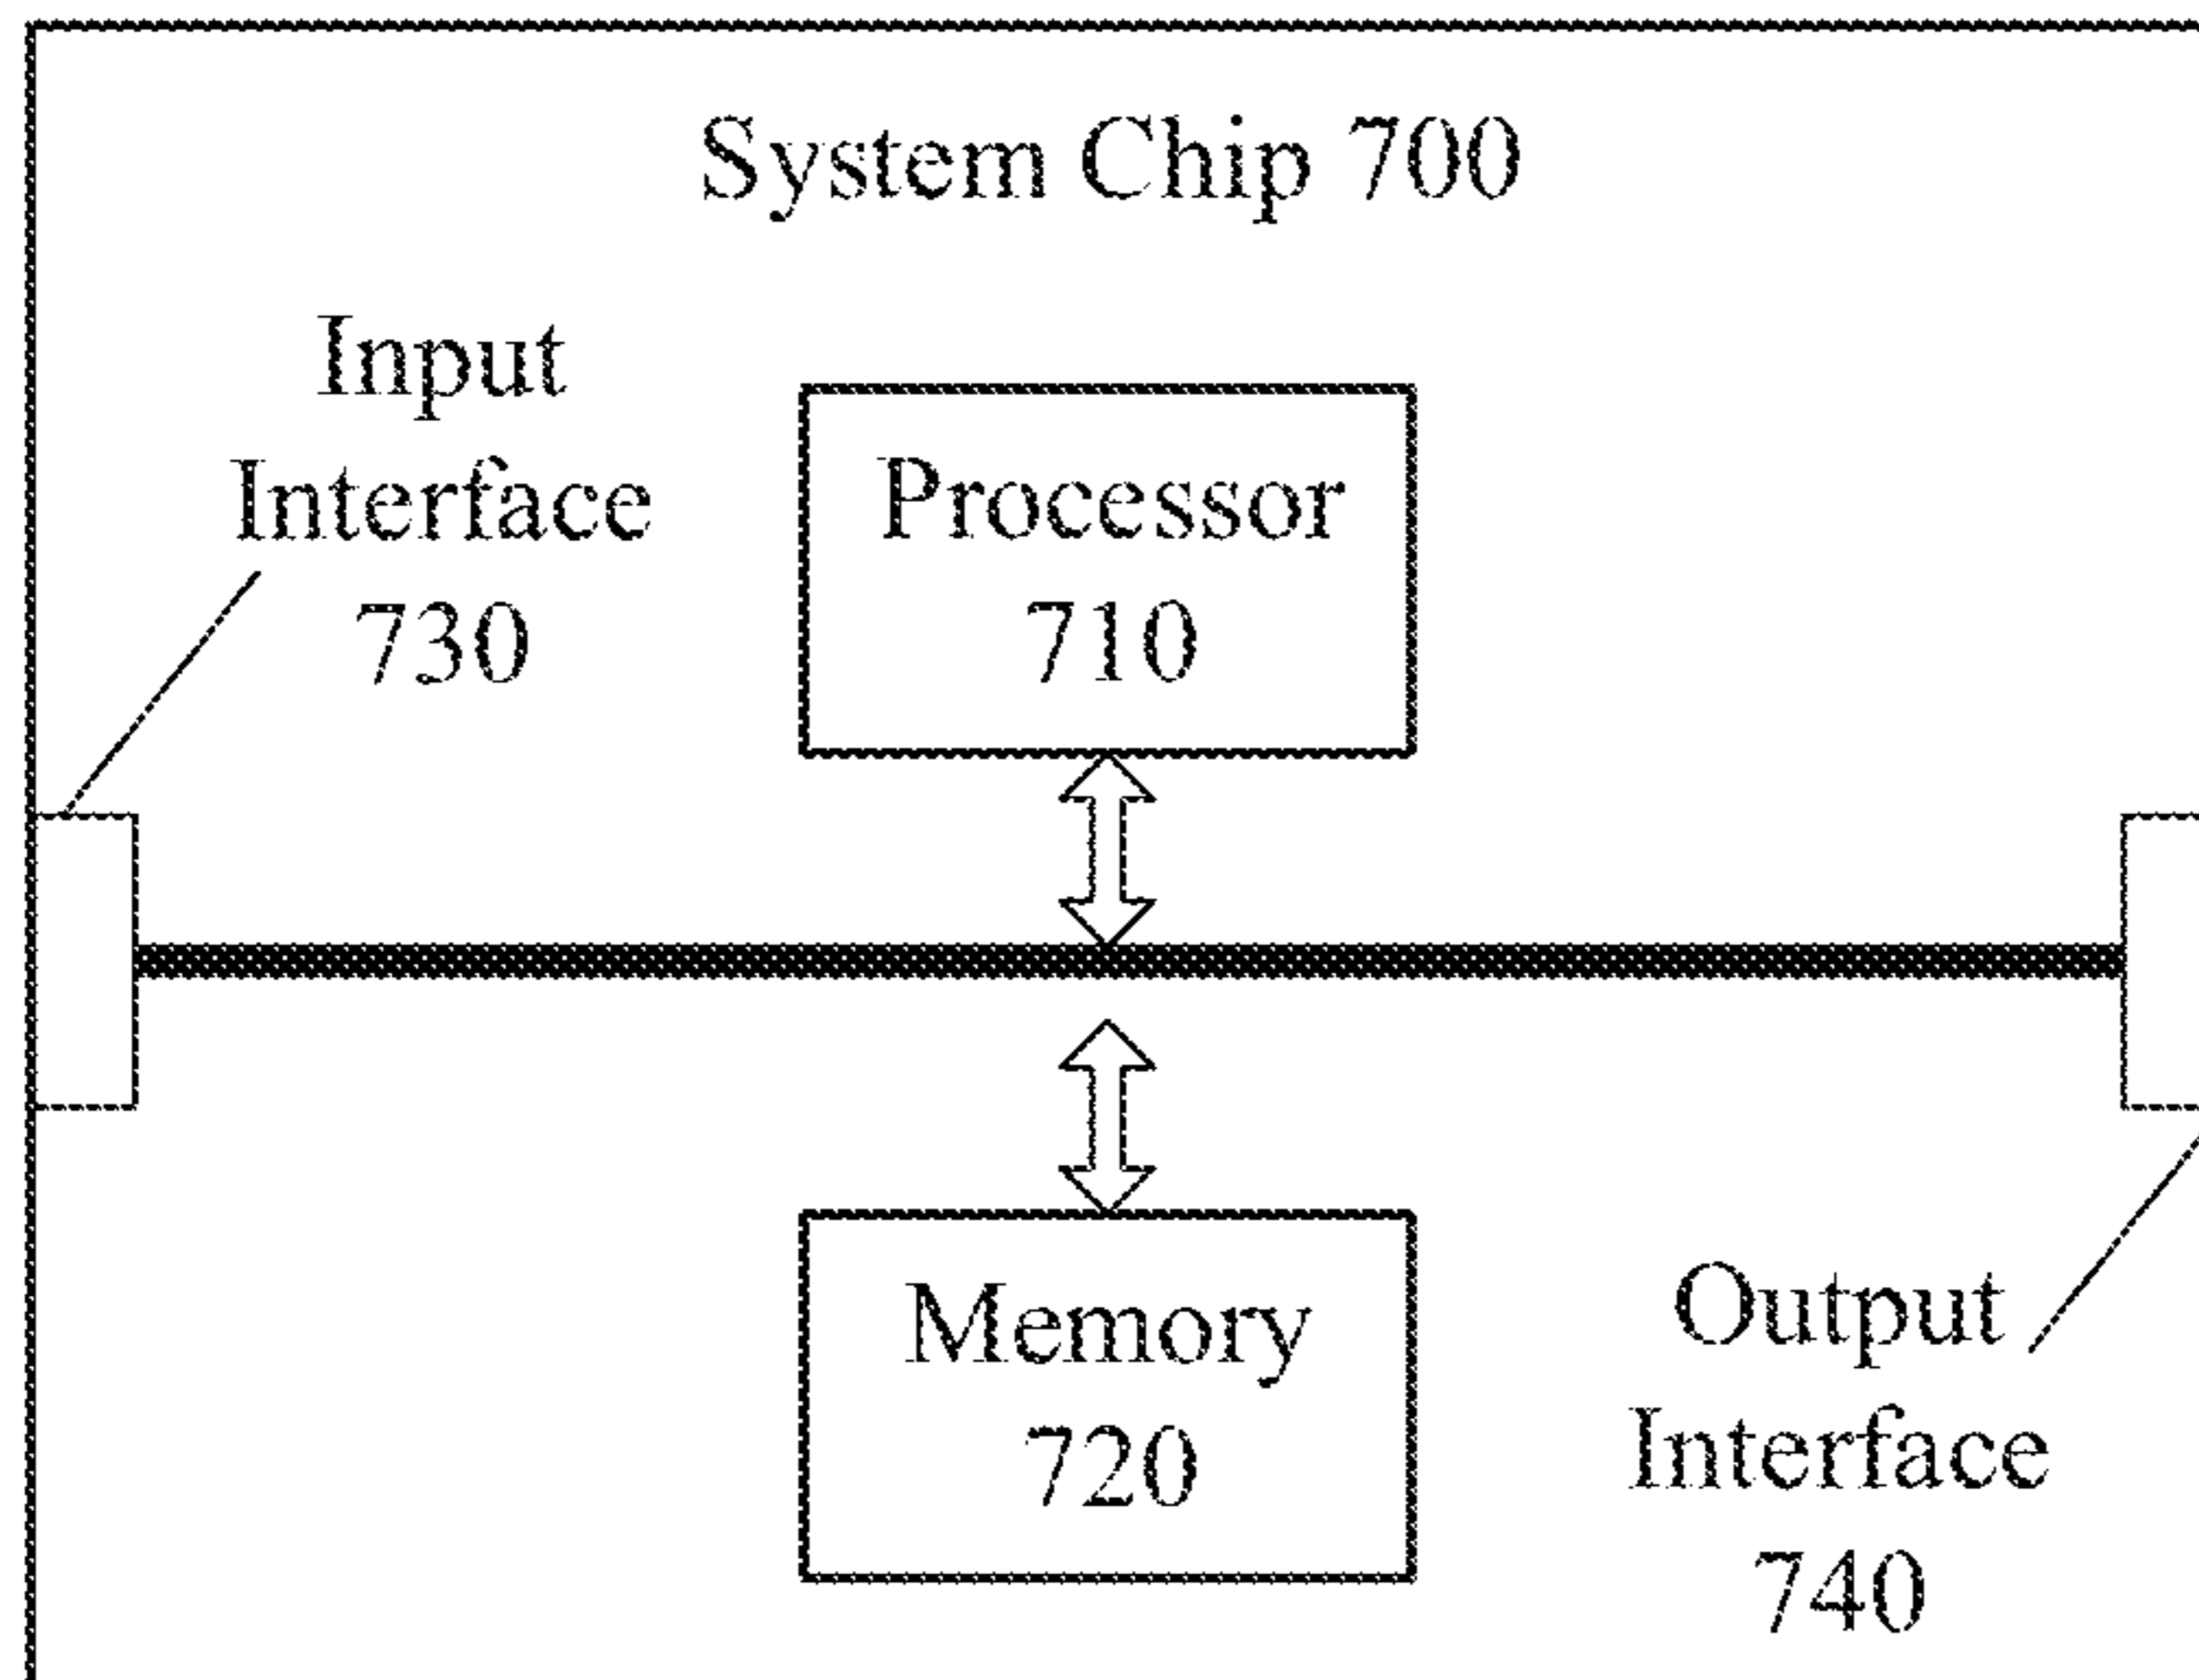 System Chip 700
Input
Interface
730
Processor
710
Memory
720
Output
Interface
740